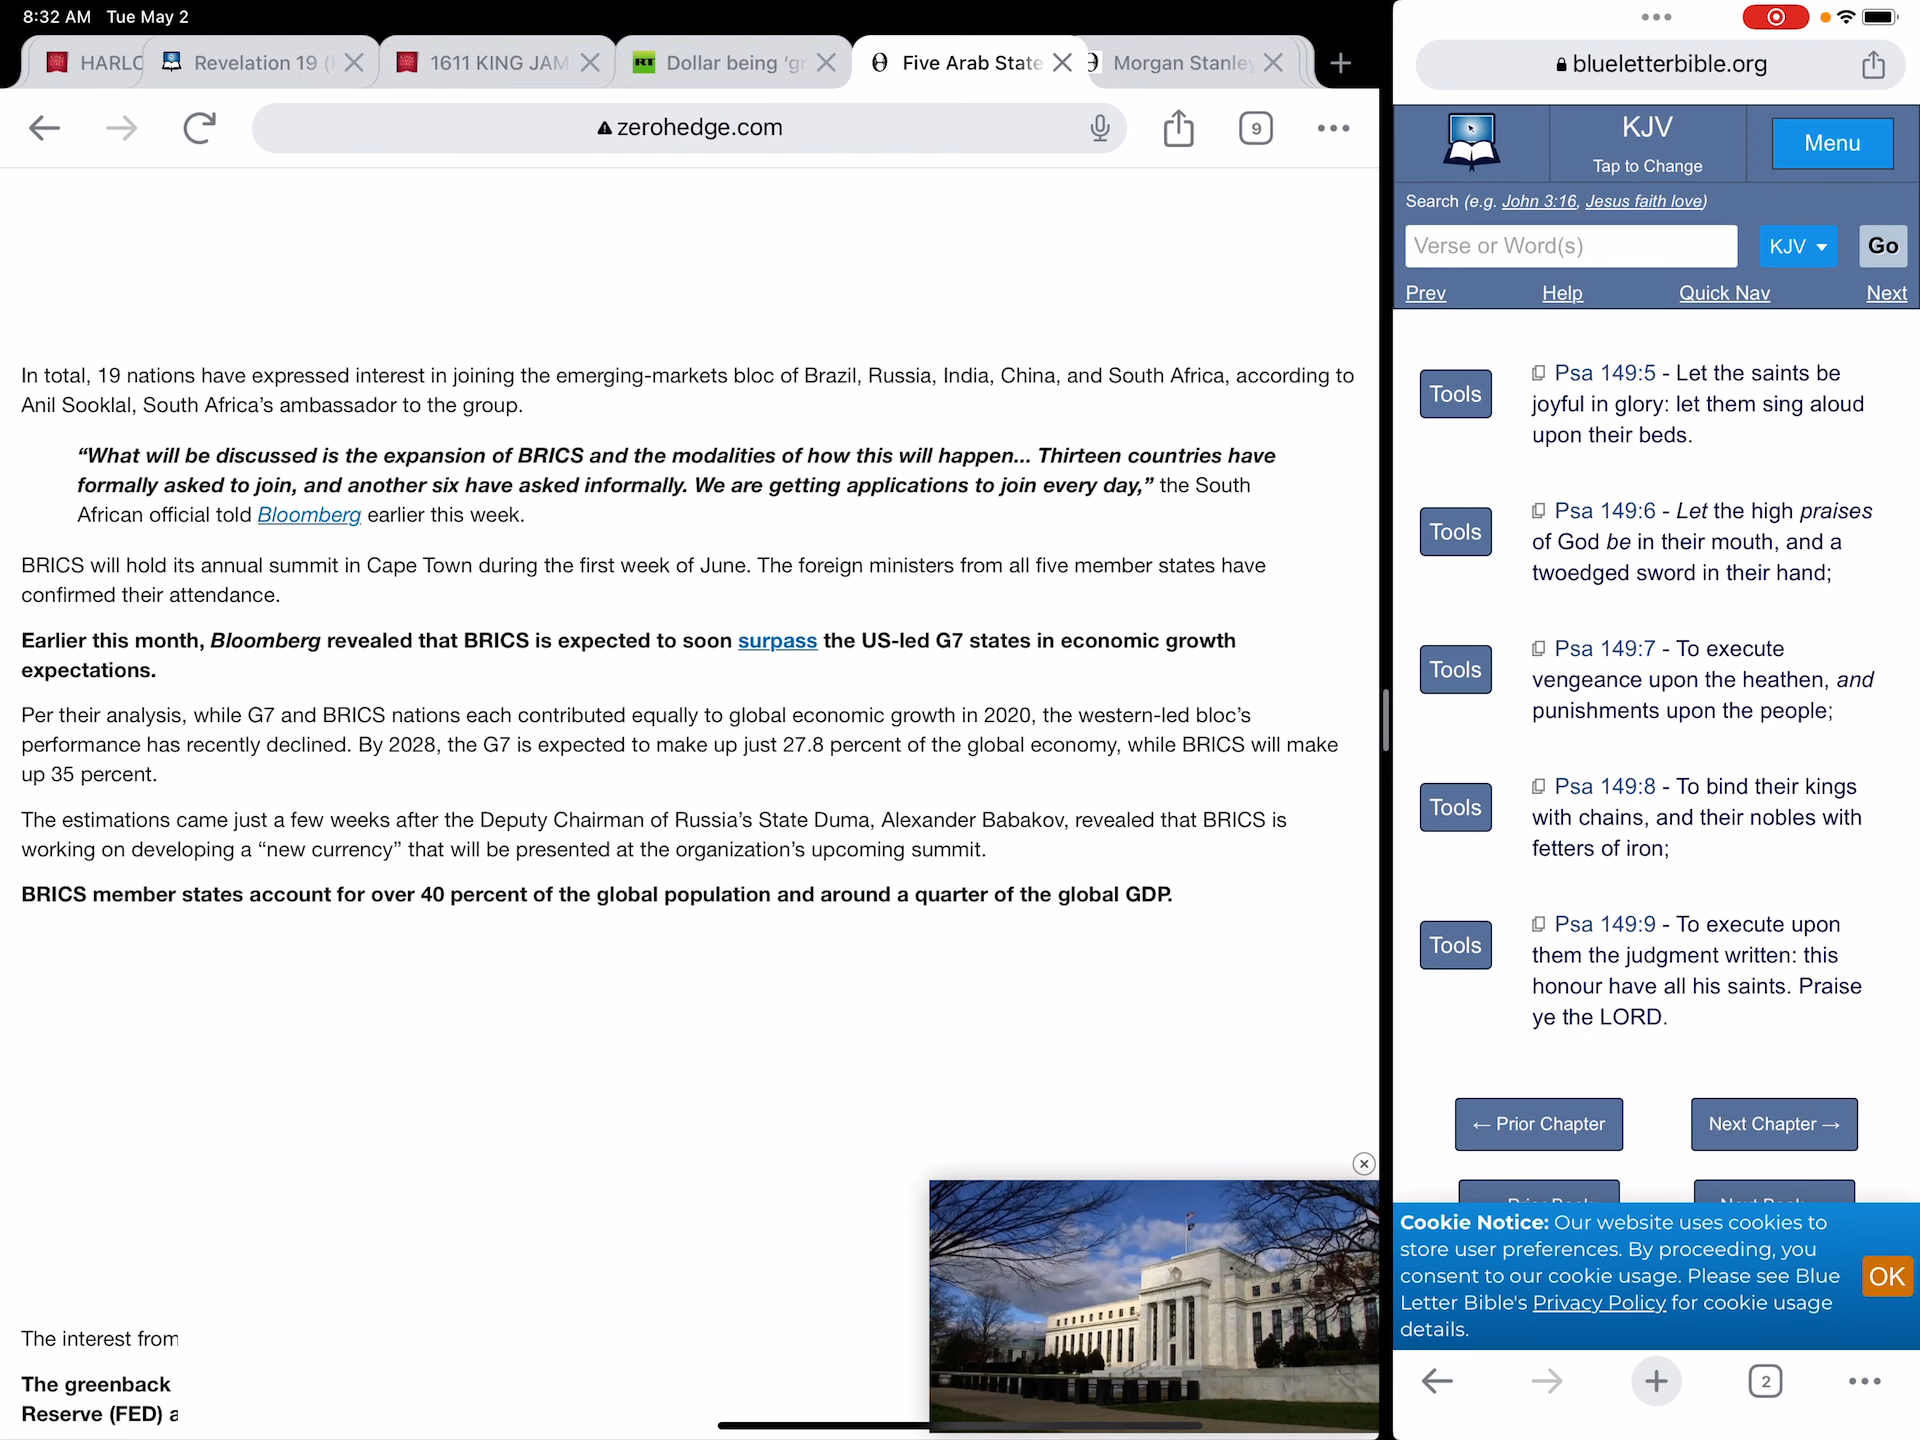 8:32 AM Tue May 2
HARLC
Revelation 19 (
1611 KING JAM
RT
Dollar being ‘gr
Five Arab State
Morgan Stanley
zerohedge.com
9
In total, 19 nations have expressed interest in joining the emerging-markets bloc of Brazil, Russia, India, China, and South Africa, according to
Anil Sooklal, South Africa’s ambassador to the group.
“What will be discussed is the expansion of BRICS and the modalities of how this will happen... Thirteen countries have
formally asked to join, and another six have asked informally. We are getting applications to join every day,” the South
African official told Bloomberg earlier this week.
BRICS will hold its annual summit in Cape Town during the first week of June. The foreign ministers from all five member states have
confirmed their attendance.
Earlier this month, Bloomberg revealed that BRICS is expected to soon surpass the US-led G7 states in economic growth
expectations.
Per their analysis, while G7 and BRICS nations each contributed equally to global economic growth in 2020, the western-led bloc’s
performance has recently declined. By 2028, the G7 is expected to make up just 27.8 percent of the global economy, while BRICS will make
up 35 percent.
The estimations came just a few weeks after the Deputy Chairman of Russia’s State Duma, Alexander Babakov, revealed that BRICS is
working on developing a “new currency” that will be presented at the organization’s upcoming summit.
BRICS member states account for over 40 percent of the global population and around a quarter of the global GDP.
The interest from
The greenback
Reserve (FED) a
blueletterbible.org
KJV
Tap to Change
Menu
Search (e.g. John 3:16, Jesus faith love)
Verse or Word(s)
KJV
Go
Prev
Help
Quick Nav
Next
Tools
Psa 149:5 - Let the saints be
joyful in glory: let them sing aloud
upon their beds.
Tools
Psa 149:6 - Let the high praises
of God be in their mouth, and a
twoedged sword in their hand;
Tools
Psa 149:7 - To execute
vengeance upon the heathen, and
punishments upon the people;
Tools
Psa 149:8 - To bind their kings
with chains, and their nobles with
fetters of iron;
Tools
Psa 149:9 - To execute upon
them the judgment written: this
honour have all his saints. Praise
ye the LORD.
← Prior Chapter
Next Chapter →
Cookie Notice: Our website uses cookies to
store user preferences. By proceeding, you
consent to our cookie usage. Please see Blue
Letter Bible's Privacy Policy for cookie usage
details.
OK
2